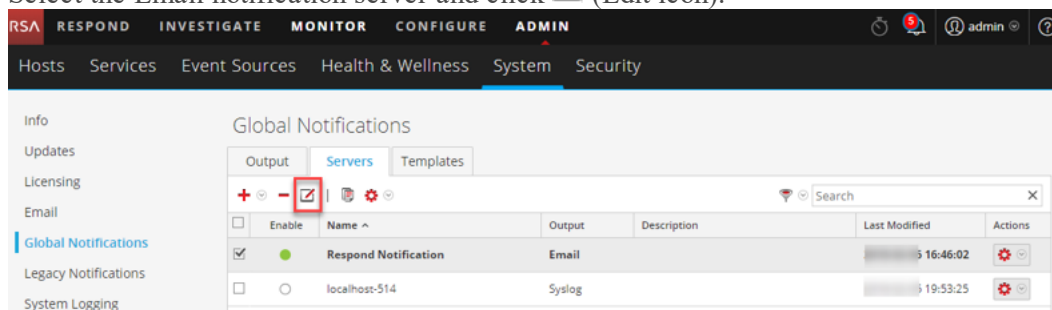 Select the Email notification server and click (Edit icon).
RSA RESPOND INVESTIGATE MONITOR CONFIGURE ADMIN 5 admin
Hosts Services Event Sources Health & Wellness System Security
Info
Updates
Licensing
Email
Global Notifications
Legacy Notifications
System Logging
Global Notifications
Output Servers Templates
Search
Enable Name Output Description Last Modified Actions
Respond Notification Email 16:46:02
localhost-514 Syslog 19:53:25